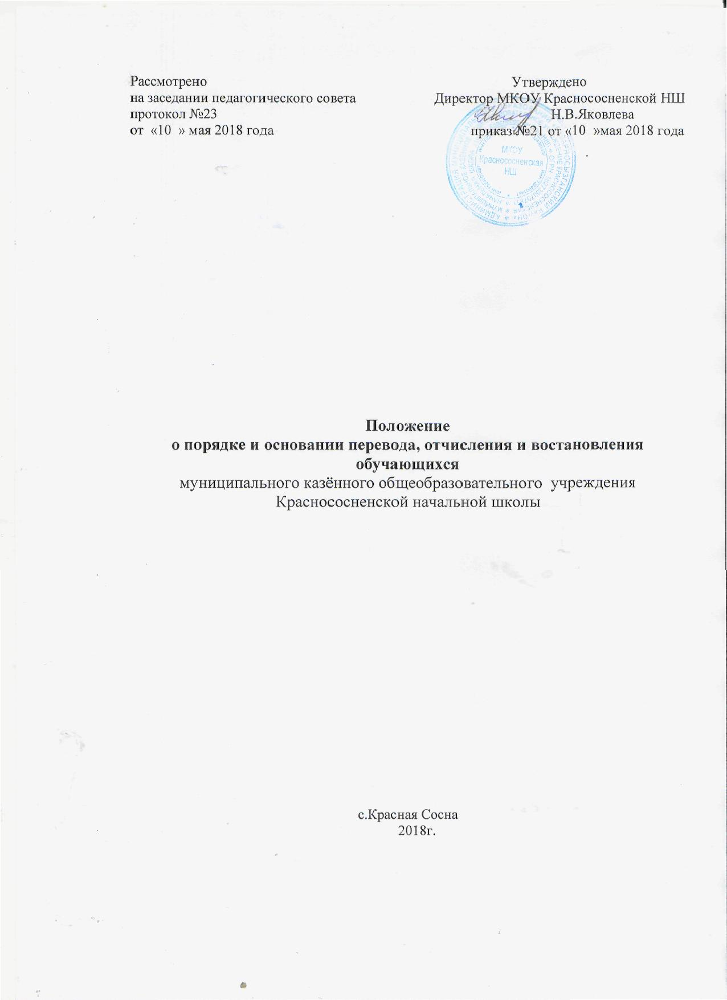 Рассмотрено
на заседании педагогического совета
протокол №23
от «10 » мая 2018 года
Утверждено
Директор МКОУ Краснососненской НШ
Н.В.Яковлева
приказ №21 от «10 »мая 2018 года
МКОУ
Краснососненская
НШ
Положение
о порядке и основании перевода, отчисления и востановления
обучающихся
муниципального казённого общеобразовательного учреждения
Краснососненской начальной школы
с.Красная Сосна
2018г.